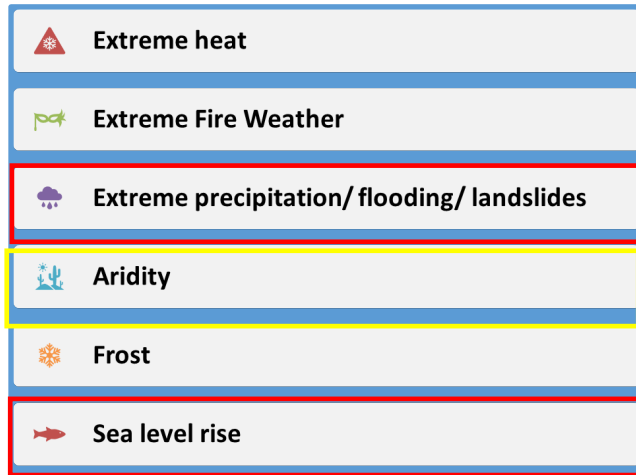 Extreme heat
Extreme Fire Weather
Extreme precipitation/ flooding/ landslides
Aridity
Frost
Sea level rise